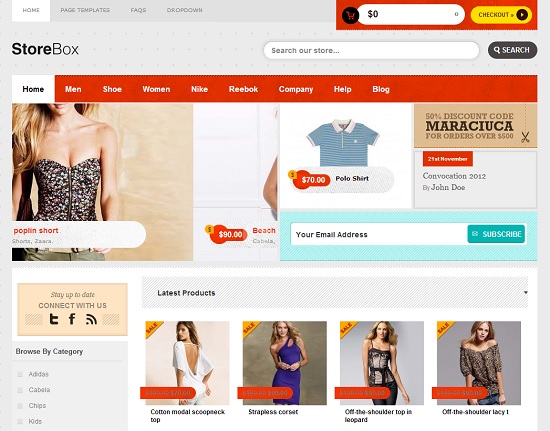 HOME PAGE TEMPLATES FAQS DROPDOWN
$0 0 CHECKOUT »
StoreBox
Search our store...
SEARCH
Home Men Shoe Women Nike Reebok Company Help Blog
poplin short
Shorts, Zaara.
$ $90.00
Beach
Cabela,
$ $70.00
Polo Shirt
50% DISCOUNT CODE
MARACIUCA
FOR ORDERS OVER $500
21st November
Convocation 2012
By John Doe
Your Email Address
SUBSCRIBE
Stay up to date
CONNECT WITH US
Browse By Category
Adidas
Cabela
Chips
Kids
Latest Products
SALE SALE SALE SALE
Cotton modal scoopneck
top
Strapless corset
Off-the-shoulder top in
leopard
Off-the-shoulder lacy t